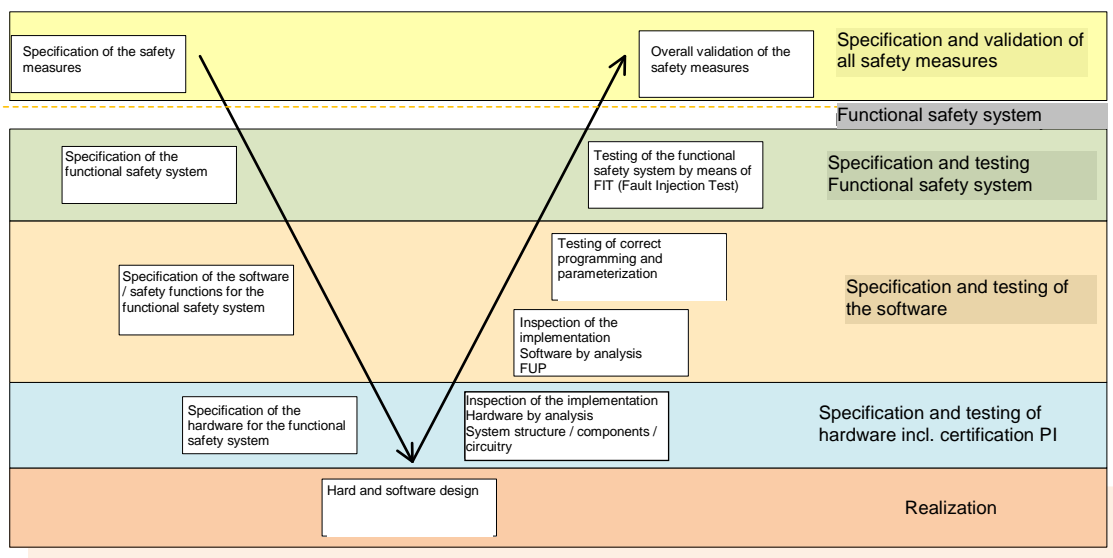 Specification of the safety
measures
Overall validation of the
safety measures
Specification and validation of
all safety measures
Functional safety system
Specification of the
functional safety system
Testing of the functional
safety system by means of
FIT (Fault Injection Test)
Specification and testing
Functional safety system
Testing of correct
programming and
parameterization
Specification of the software
/ safety functions for the
functional safety system
Specification and testing of
the software
Inspection of the
implementation
Software by analysis
FUP
Specification of the
hardware for the functional
safety system
Inspection of the implementation
Hardware by analysis
System structure / components /
circuitry
Specification and testing of
hardware incl. certification PI
Hard and software design
Realization